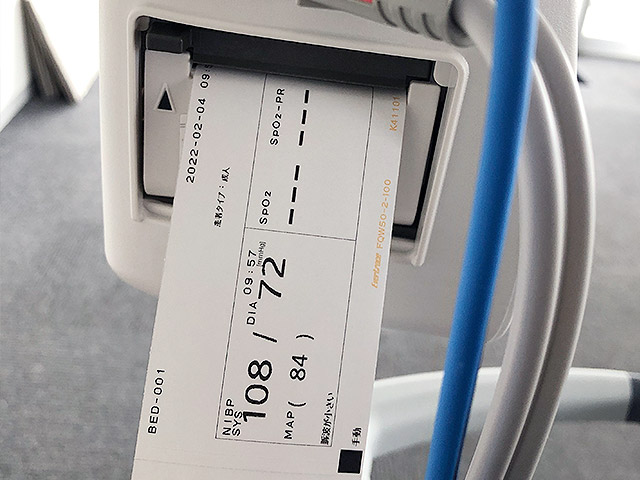 BED-001
2022-02-04 09:5
患者タイプ:成人
NIBP
SYS
DIA 09:57
[mmHg]
108 / 72
MAP ( 84 )
脈波が小さい
SpO₂
---
SpO₂-PR
---
手動
FQW50-2-100
K41101